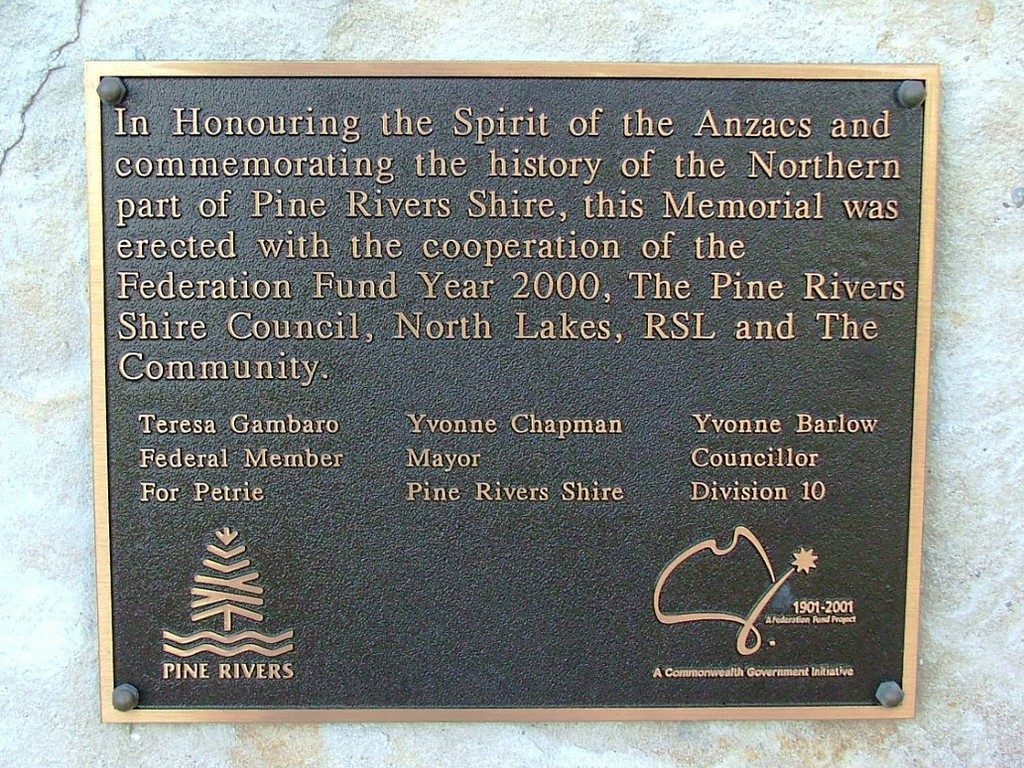 In Honouring the Spirit of the Anzacs and
commemorating the history of the Northern
part of Pine Rivers Shire, this Memorial was
erected with the cooperation of the
Federation Fund Year 2000, The Pine Rivers
Shire Council, North Lakes, RSL and The
Community.
Teresa Gambaro
Federal Member
For Petrie
Yvonne Chapman
Mayor
Pine Rivers Shire
Yvonne Barlow
Councillor
Division 10
PINE RIVERS
1901-2001
A Federation Fund Project
A Commonwealth Government Initiative